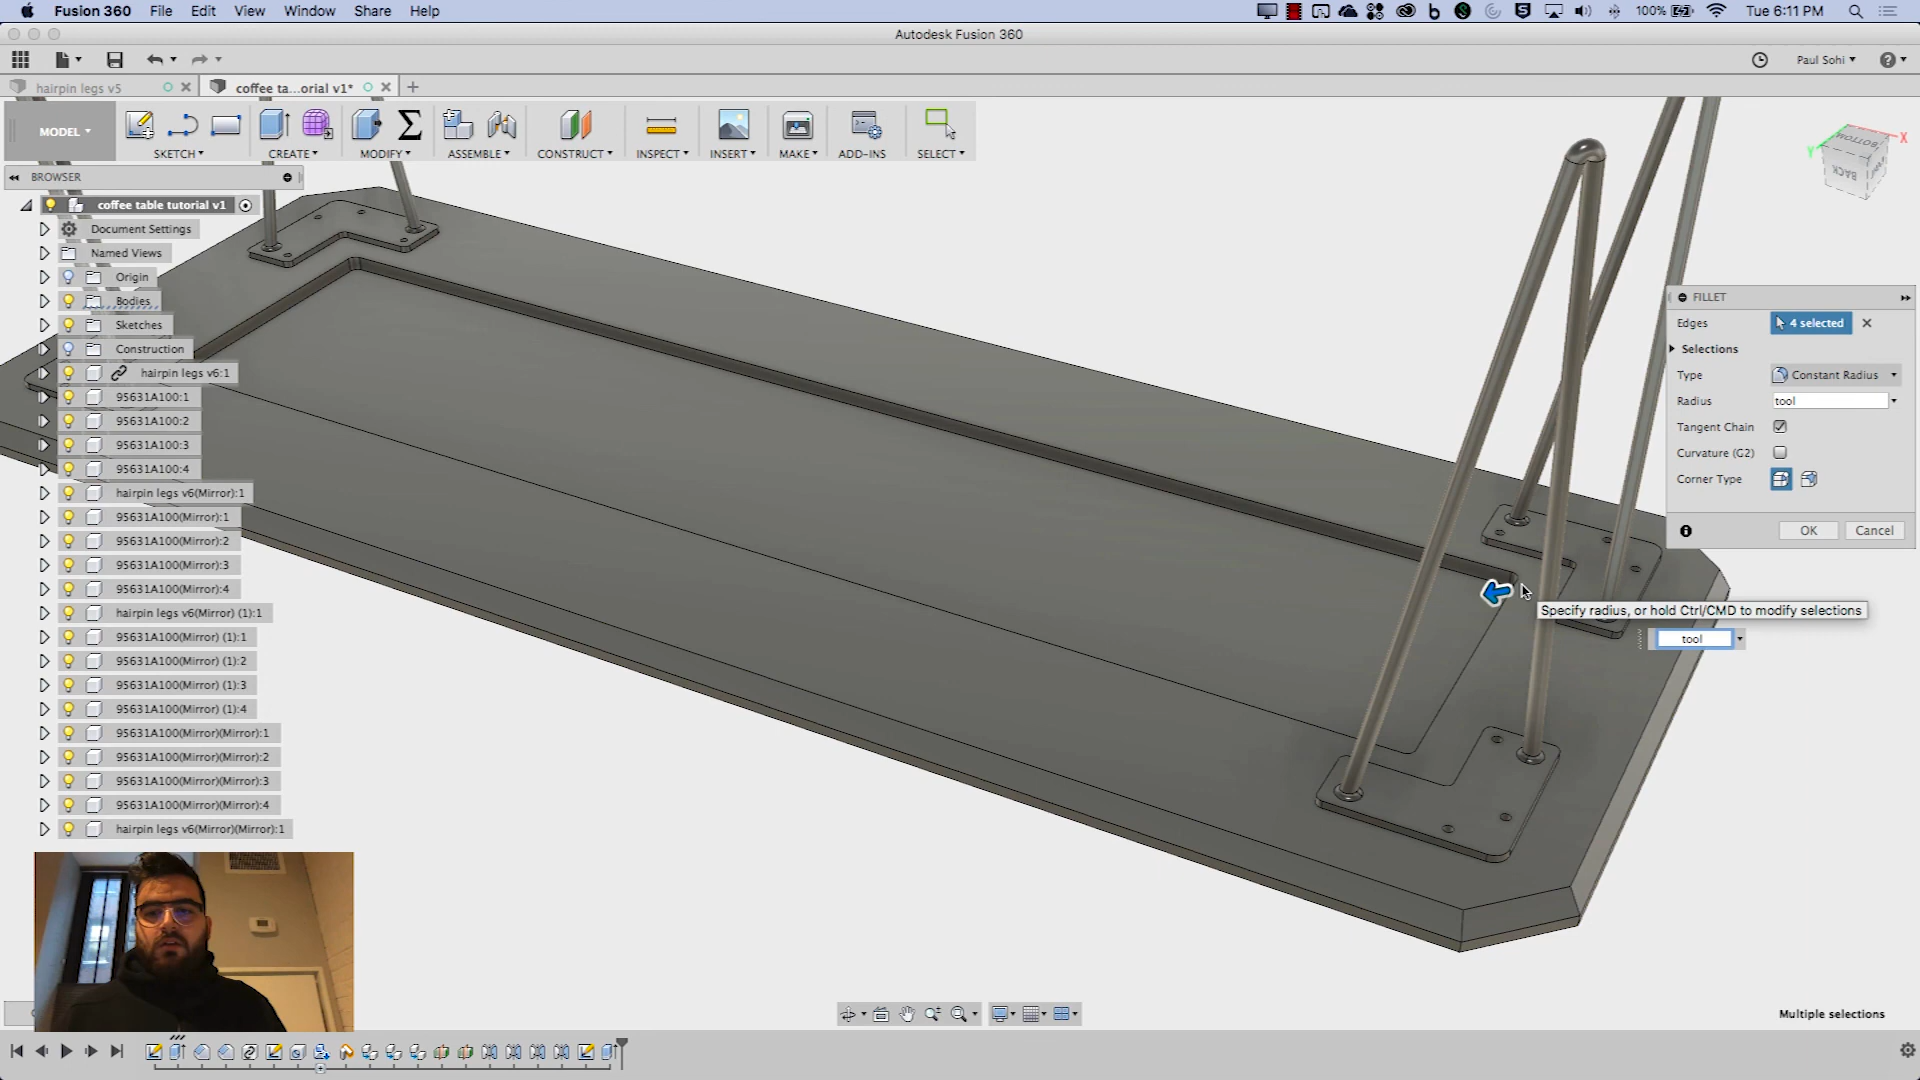 Fusion 360 File Edit View Window Share Help 100% Tue 6:11 PM
Autodesk Fusion 360
Paul Sohi
hairpin legs v5 coffee ta...orial v1* +
MODEL SKETCH CREATE MODIFY ASSEMBLE CONSTRUCT INSPECT INSERT MAKE ADD-INS SELECT
BROWSER
coffee table tutorial v1
Document Settings
Named Views
Origin
Bodies
Sketches
Construction
hairpin legs v6:1
95631A100:1
95631A100:2
95631A100:3
95631A100:4
hairpin legs v6(Mirror):1
95631A100(Mirror):1
95631A100(Mirror):2
95631A100(Mirror):3
95631A100(Mirror):4
hairpin legs v6(Mirror) (1):1
95631A100(Mirror) (1):1
95631A100(Mirror) (1):2
95631A100(Mirror) (1):3
95631A100(Mirror) (1):4
95631A100(Mirror)(Mirror):1
95631A100(Mirror)(Mirror):2
95631A100(Mirror)(Mirror):3
95631A100(Mirror)(Mirror):4
hairpin legs v6(Mirror)(Mirror):1
BOTTOM
BACK
X
Y
FILLET
Edges 4 selected
Selections
Type Constant Radius
Radius tool
Tangent Chain
Curvature (G2)
Corner Type
OK Cancel
Specify radius, or hold Ctrl/CMD to modify selections
tool
Multiple selections